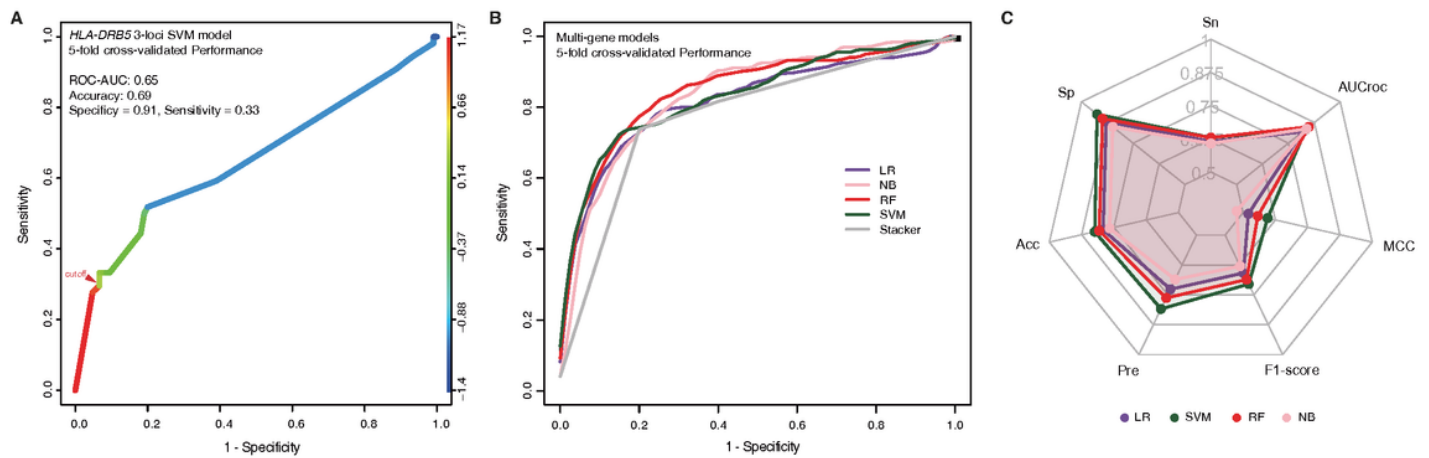 A
HLA-DRB5 3-loci SVM model
5-fold cross-validated Performance
ROC-AUC: 0.65
Accuracy: 0.69
Specificy = 0.91, Sensitivity = 0.33
cutoff
Sensitivity
0.0
0.2
0.4
0.6
0.8
1.0
0.0
0.2
0.4
0.6
0.8
1.0
1 - Specificity
1.17
0.66
0.14
−0.37
−0.88
−1.4
B
Multi-gene models
5-fold cross-validated Performance
LR
NB
RF
SVM
Stacker
Sensitivity
0.0
0.2
0.4
0.6
0.8
1.0
0.0
0.2
0.4
0.6
0.8
1.0
1 - Specificity
C
Sn
1
0.875
0.75
0.5
AUCroc
MCC
F1-score
Pre
Acc
Sp
LR
SVM
RF
NB